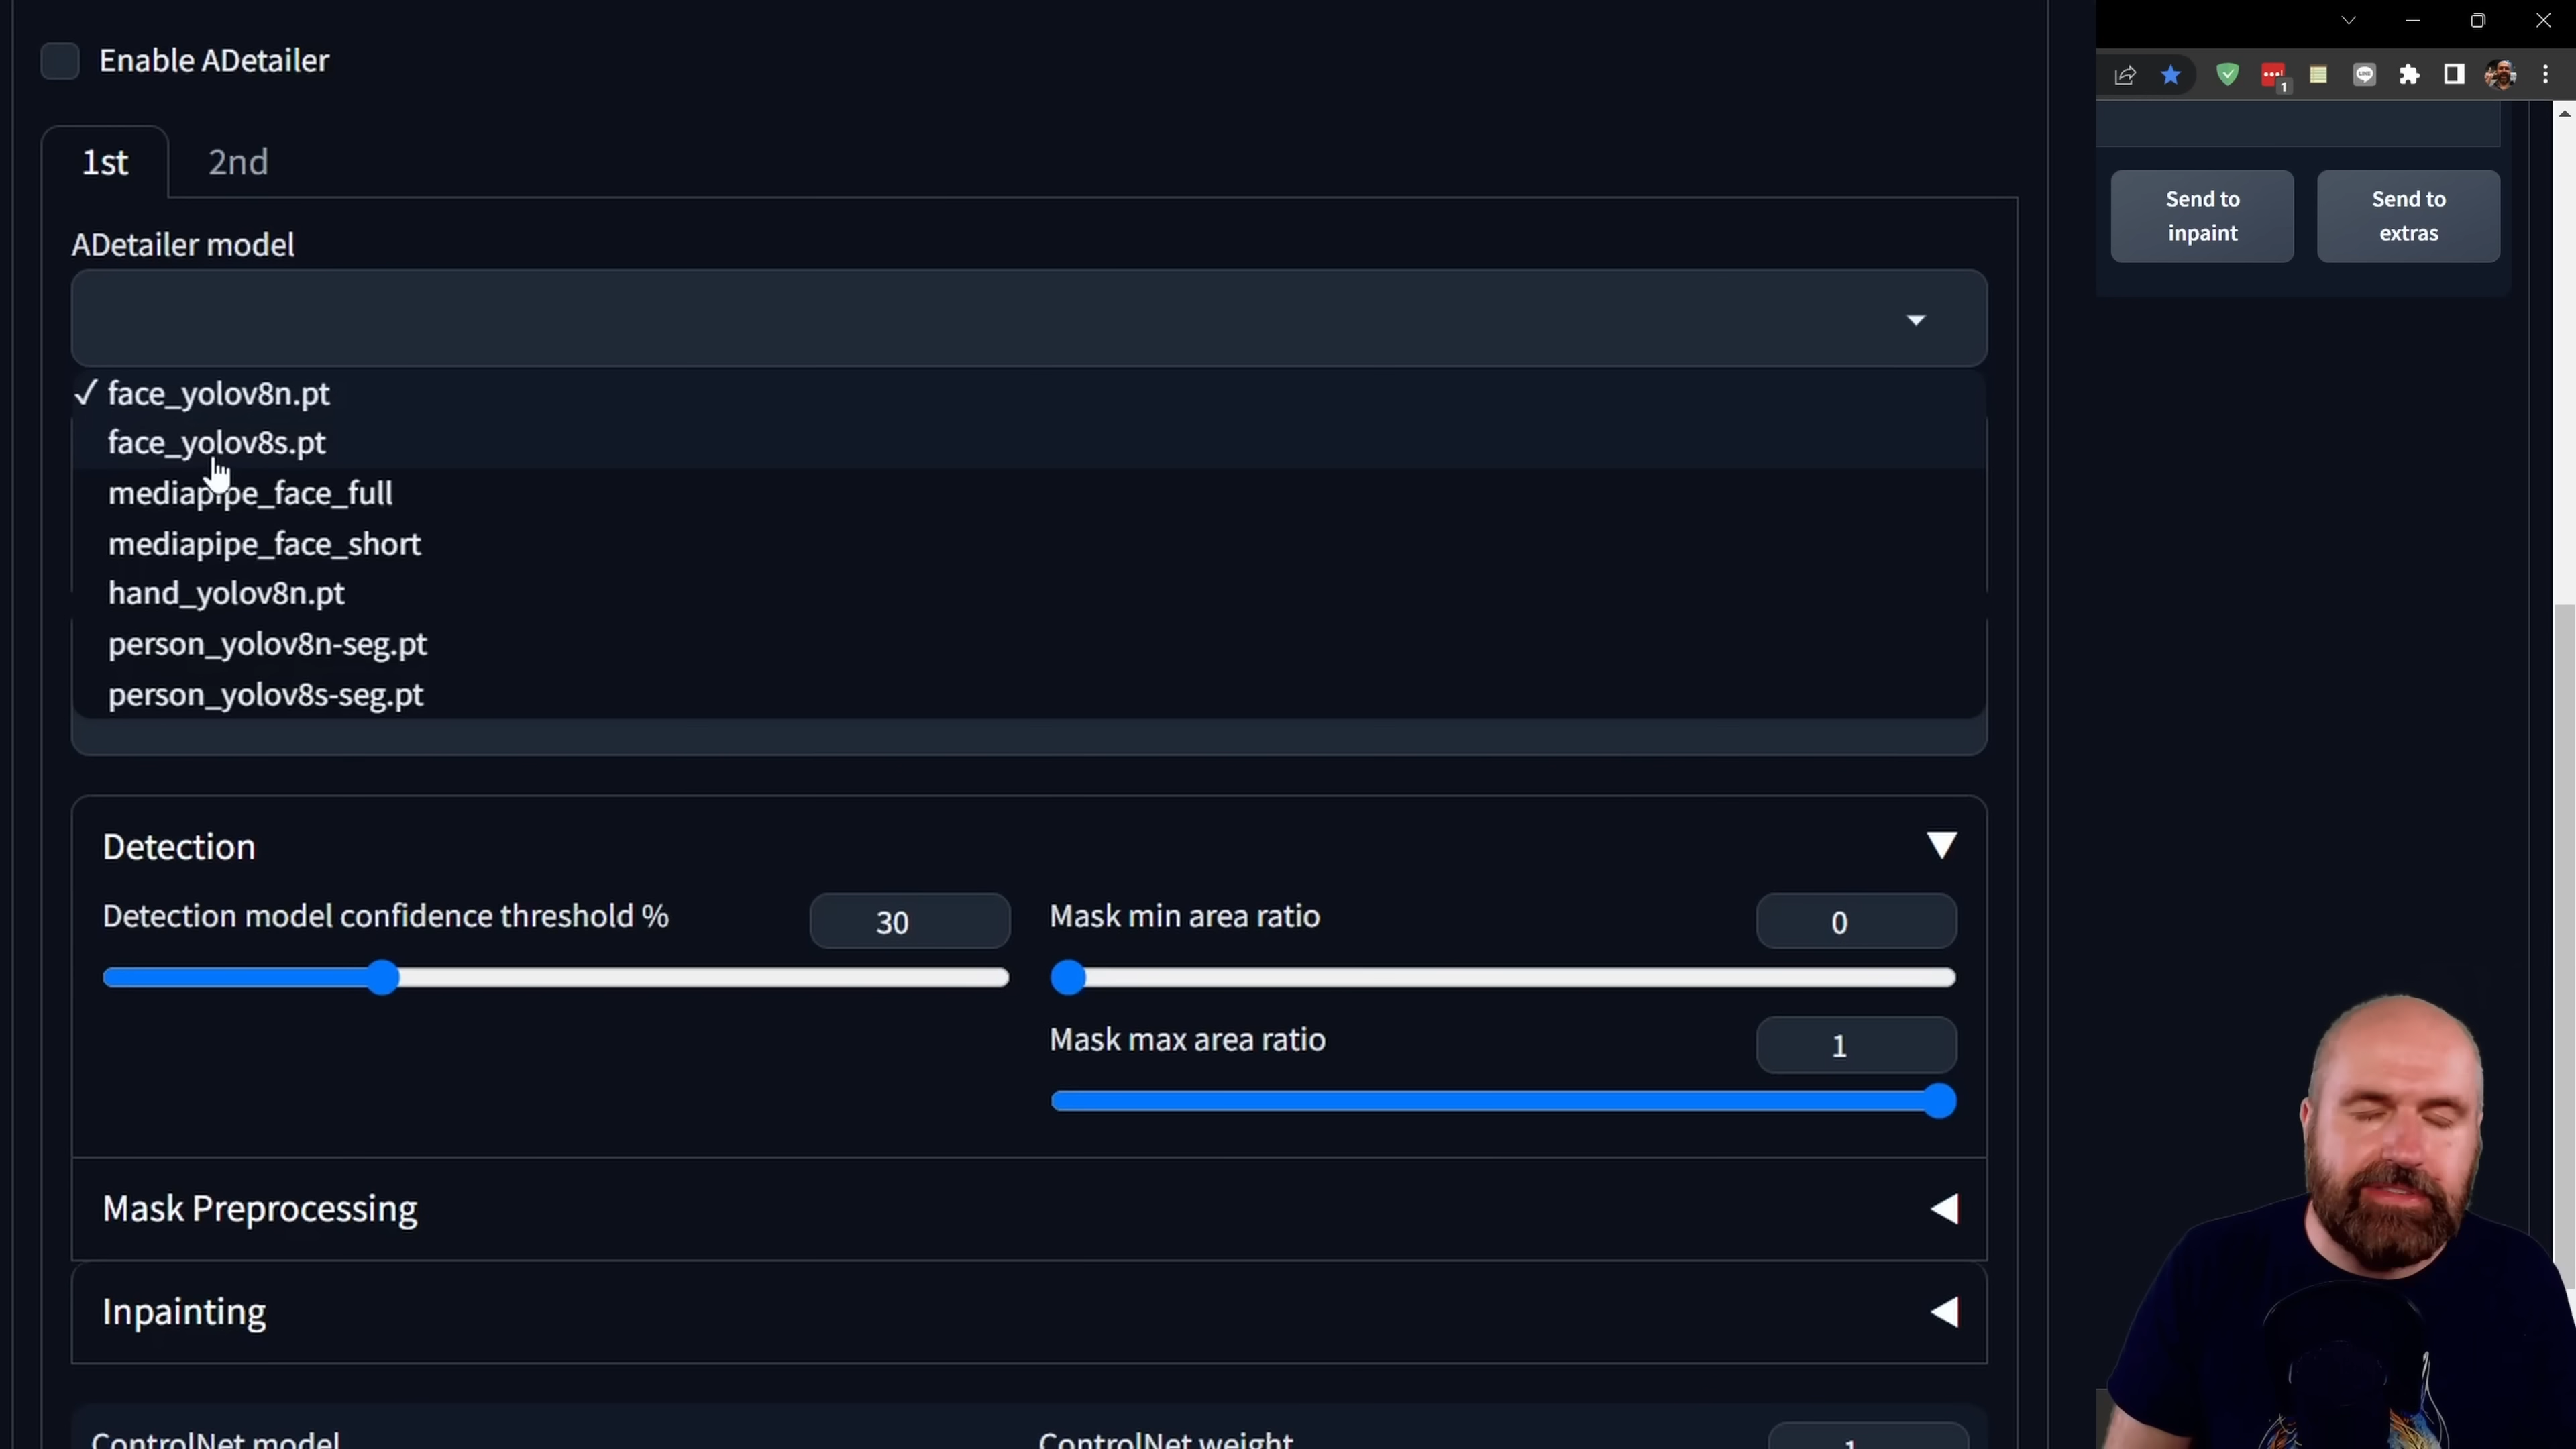 Enable ADetailer
1st
2nd
ADetailer model
✓ face_yolov8n.pt
face_yolov8s.pt
mediapipe_face_full
mediapipe_face_short
hand_yolov8n.pt
person_yolov8n-seg.pt
person_yolov8s-seg.pt
Detection
Detection model confidence threshold %
30
Mask min area ratio
0
Mask max area ratio
1
Mask Preprocessing
Inpainting
ControlNet model
ControlNet weight
1
1
Send to
inpaint
Send to
extras